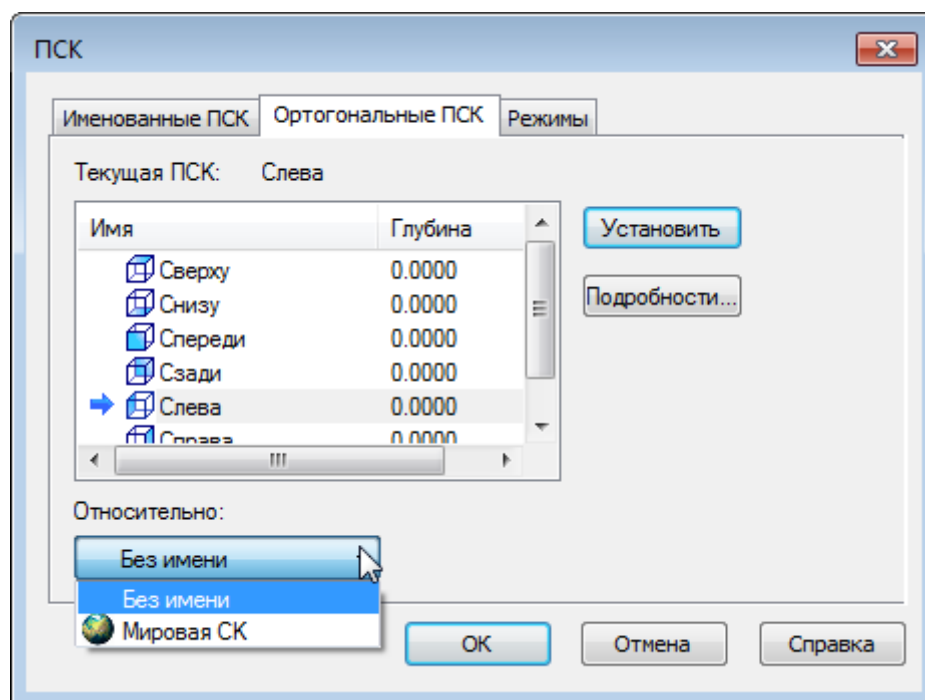 ПСК
Именованные ПСК Ортогональные ПСК Режимы
Текущая ПСК: Слева
Имя Глубина
Установить
Сверху 0.0000
Подробности...
Снизу 0.0000
Спереди 0.0000
Сзади 0.0000
Слева 0.0000
Справа 0.0000
Относительно:
Без имени
Без имени
Мировая СК
ОК Отмена Справка